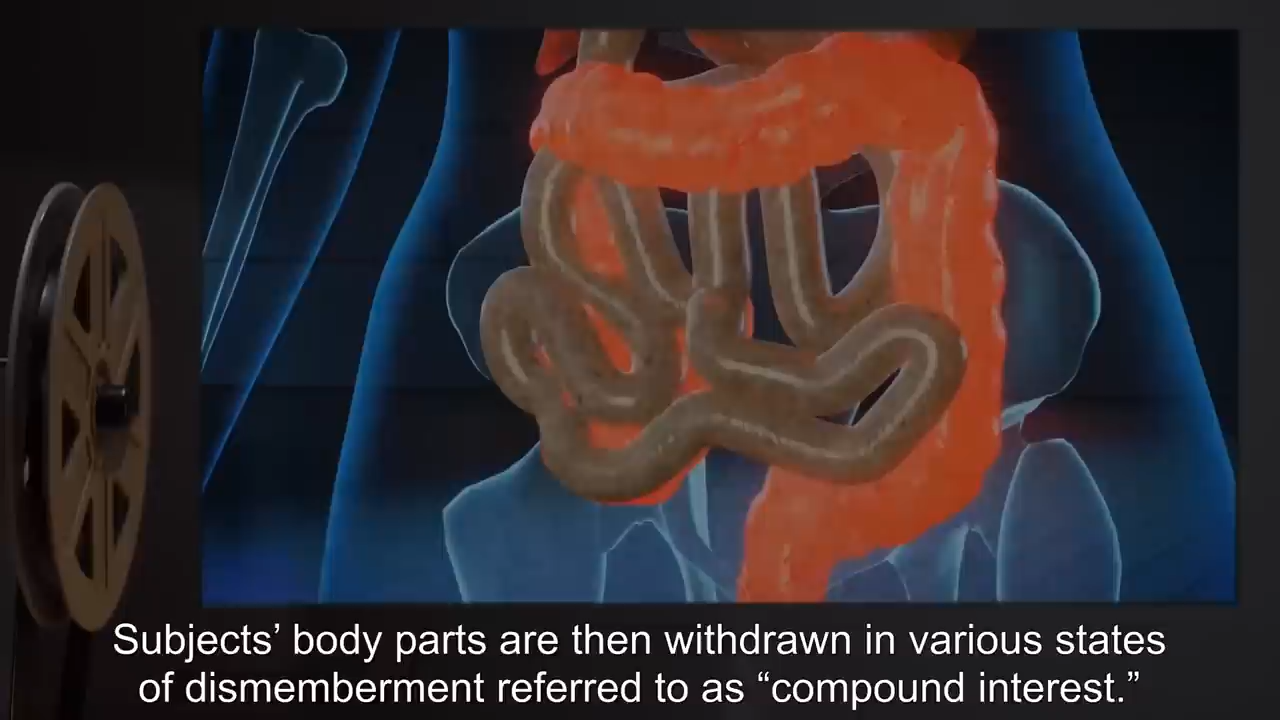 Subjects’ body parts are then withdrawn in various states
of dismemberment referred to as “compound interest.”